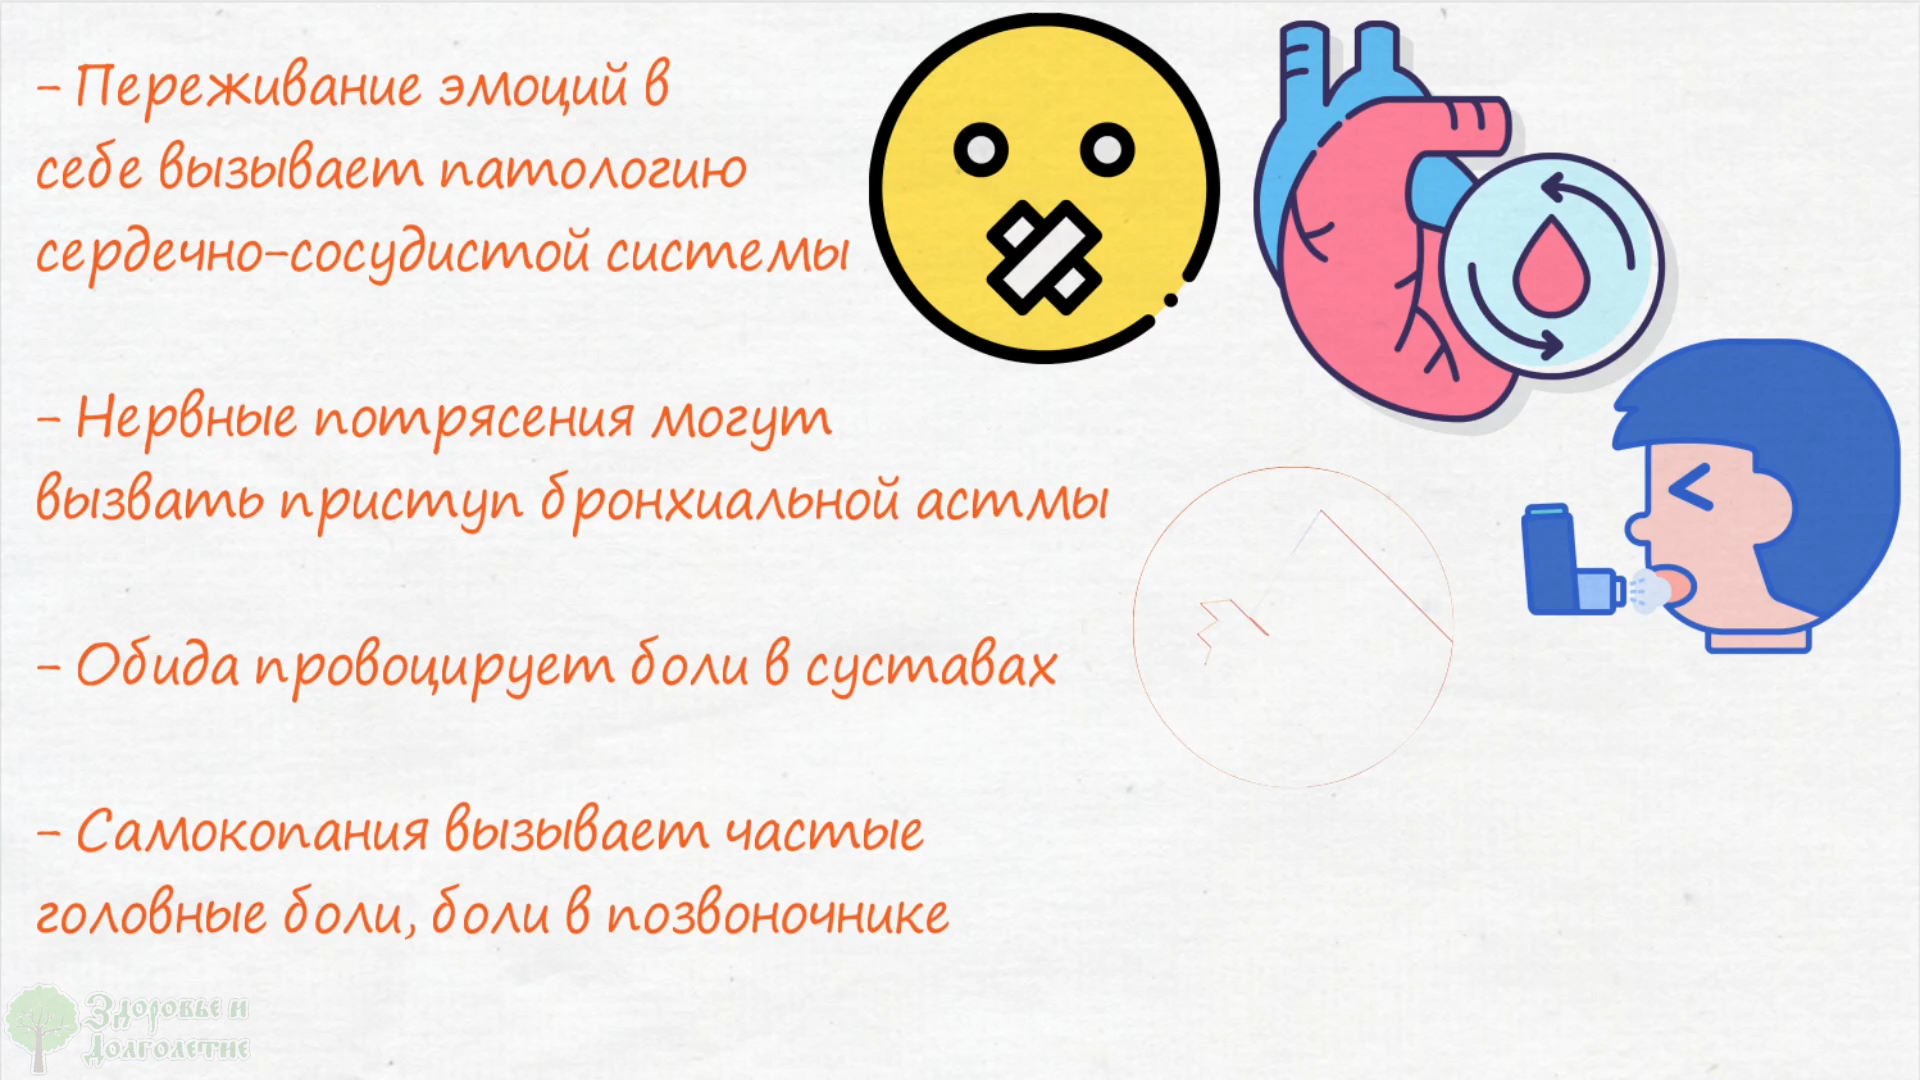 - Переживание эмоций в
себе вызывает патологию
сердечно-сосудистой системы
- Нервные потрясения могут
вызвать приступ бронхиальной астмы
- Обида провоцирует боли в суставах
- Самокопания вызывает частые
головные боли, боли в позвоночнике
Здоровье и
Долголетие